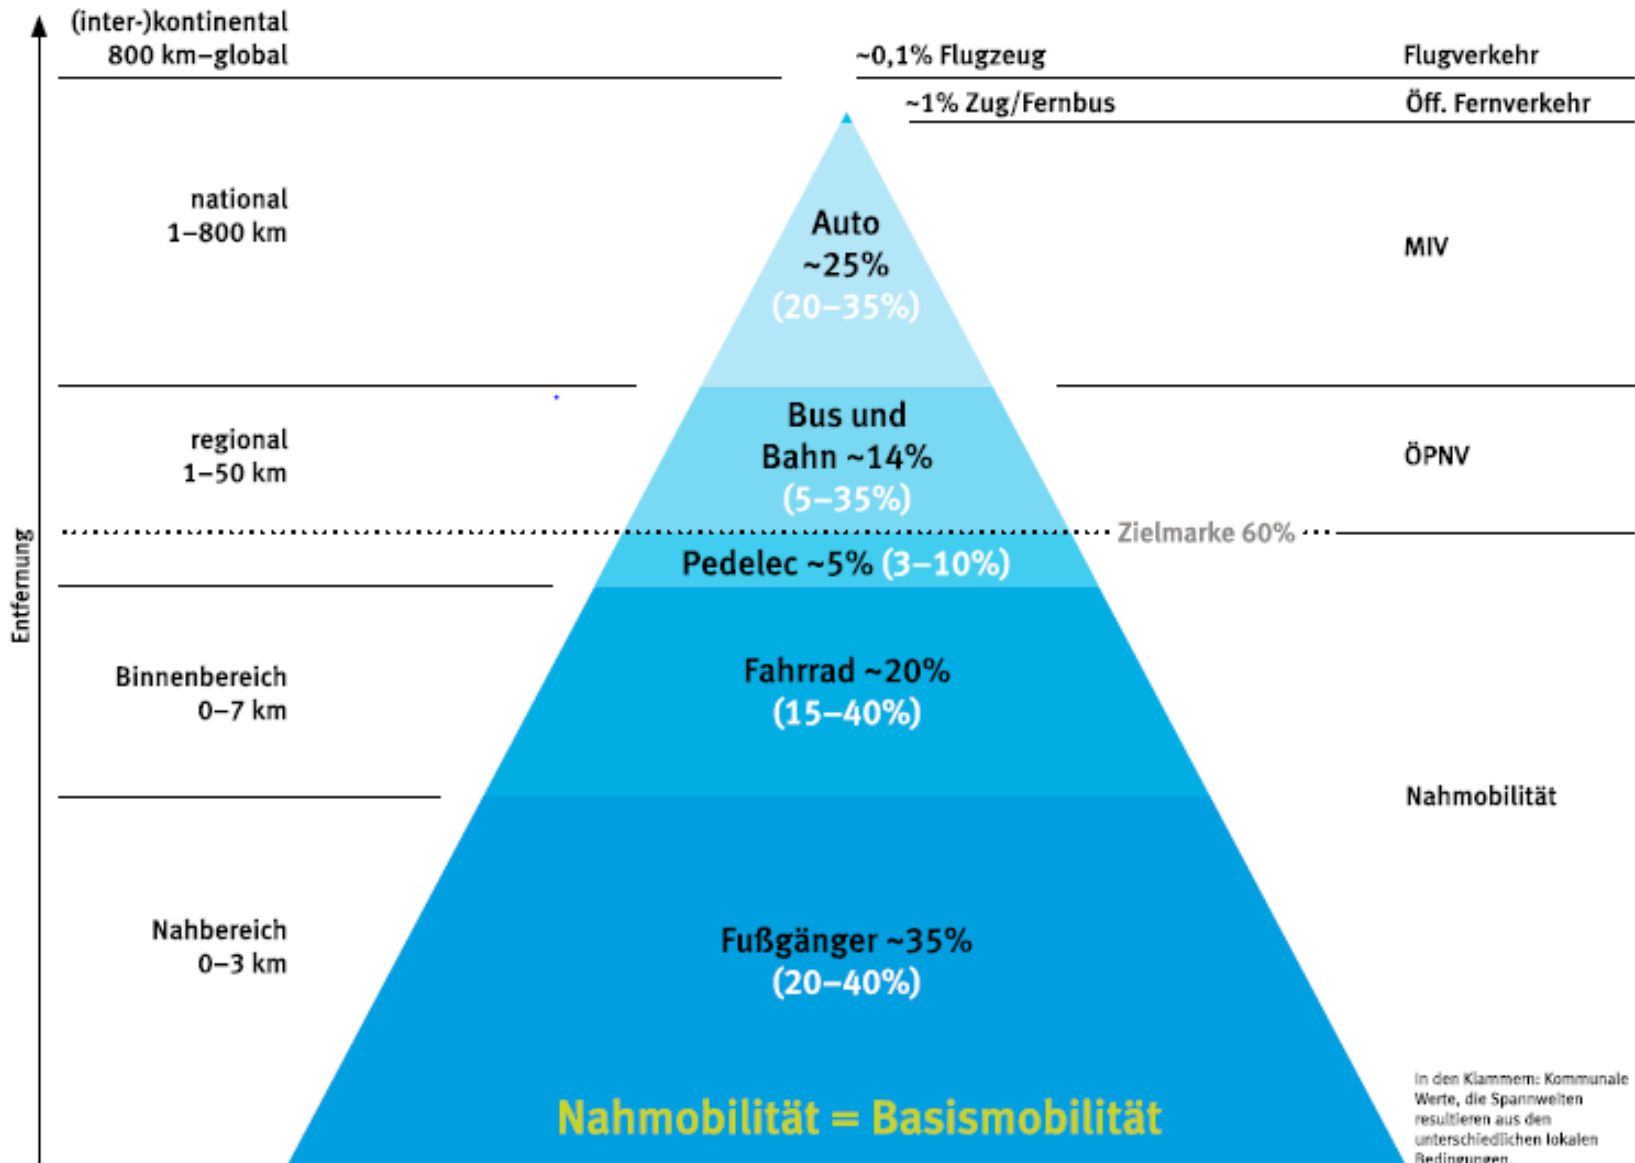 (inter-)kontinental
800 km–global
~0,1% Flugzeug
Flugverkehr
~1% Zug/Fernbus
Öff. Fernverkehr
national
1–800 km
Auto
~25%
(20–35%)
MIV
regional
1–50 km
Bus und
Bahn ~14%
(5–35%)
ÖPNV
Zielmarke 60%
Pedelec ~5% (3–10%)
Entfernung
Binnenbereich
0–7 km
Fahrrad ~20%
(15–40%)
Nahmobilität
Nahbereich
0–3 km
Fußgänger ~35%
(20–40%)
Nahmobilität = Basismobilität
In den Klammern: Kommunale
Werte, die Spannweiten
resultieren aus den
unterschiedlichen lokalen
Bedingungen.